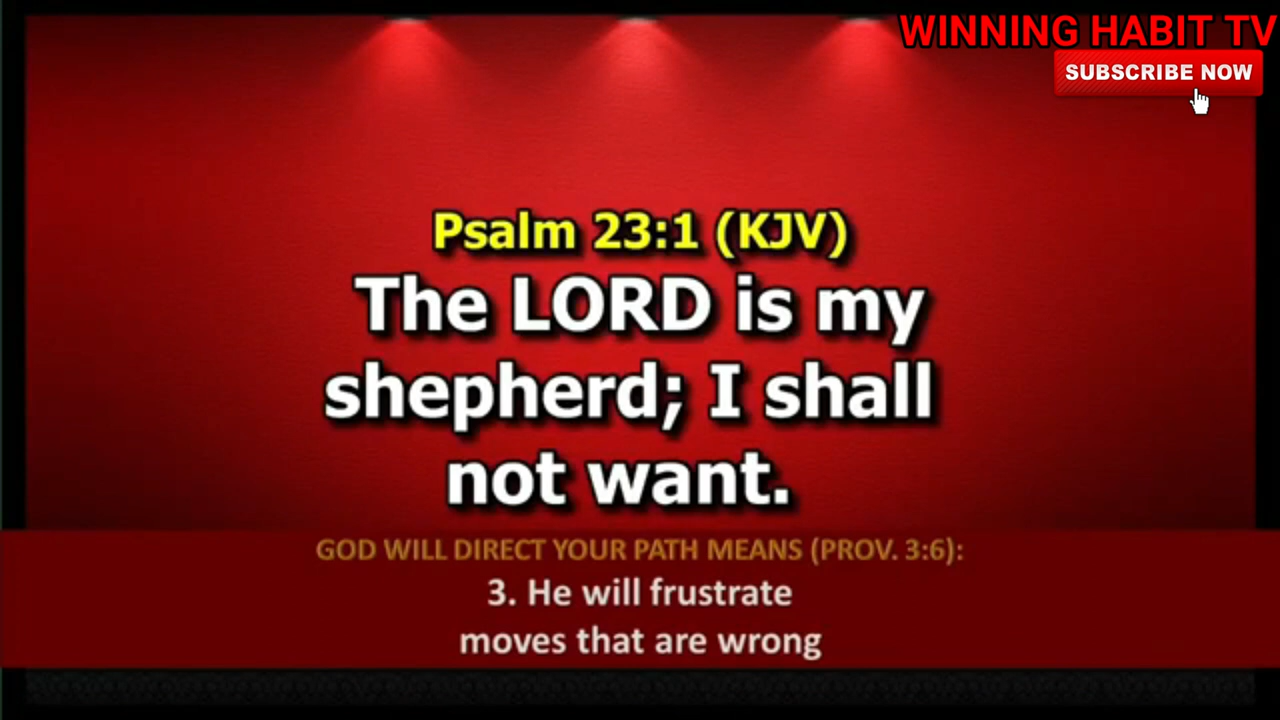 WINNING HABIT TV
SUBSCRIBE NOW
Psalm 23:1 (KJV)
The LORD is my
shepherd; I shall
not want.
GOD WILL DIRECT YOUR PATH MEANS (PROV. 3:6):
3. He will frustrate
moves that are wrong